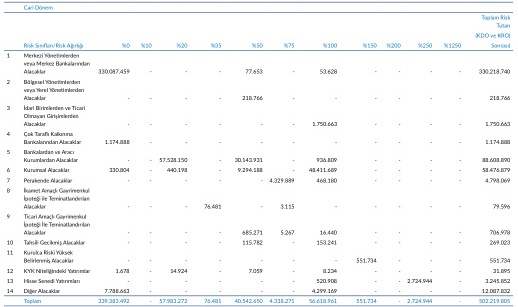 Cari Dönem
Toplam Risk
Tutarı
(KDO ve KRO)
Risk Sınıfları/Risk Ağırlığı %0 %10 %20 %35 %50 %75 %100 %150 %200 %250 %1250 Sonrası)
1 Merkezi Yönetimlerden
veya Merkez Bankalarından
Alacaklar 330.087.459 - - - 77.653 - 53.628 - - - - 330.218.740
2 Bölgesel Yönetimlerden
veya Yerel Yönetimlerden
Alacaklar - - - - 218.766 - - - - - - 218.766
3 İdari Birimlerden ve Ticari
Olmayan Girişimlerden
Alacaklar - - - - - - 1.750.663 - - - - 1.750.663
4 Çok Taraflı Kalkınma
Bankalarından Alacaklar 1.174.888 - - - - - - - - - - 1.174.888
5 Bankalardan ve Aracı
Kurumlardan Alacaklar - - 57.528.150 - 30.143.931 - 936.809 - - - - 88.608.890
6 Kurumsal Alacaklar 330.804 - 440.198 - 9.294.188 - 48.411.689 - - - - 58.476.879
7 Perakende Alacaklar - - - - - 4.329.889 468.180 - - - - 4.798.069
8 İkamet Amaçlı Gayrimenkul
İpoteği İle Teminatlandırılan
Alacaklar - - - 76.481 - 3.115 - - - - - 79.596
9 Ticari Amaçlı Gayrimenkul
İpoteği İle Teminatlandırılan
Alacaklar - - - - 685.271 5.267 16.440 - - - - 706.978
10 Tahsili Gecikmiş Alacaklar - - - - 115.782 - 153.241 - - - - 269.023
11 Kurulca Riski Yüksek
Belirlenmiş Alacaklar - - - - - - - 551.734 - - - 551.734
12 KYK Niteliğindeki Yatırımlar 1.678 - 14.924 - 7.059 - 8.234 - - - - 31.895
13 Hisse Senedi Yatırımları - - - - - - 520.908 - - 2.724.944 - 3.245.852
14 Diğer Alacaklar 7.788.663 - - - - - 4.299.169 - - - - 12.087.832
Toplam 339.383.492 - 57.983.272 76.481 40.542.650 4.338.271 56.618.961 551.734 - 2.724.944 - 502.219.805